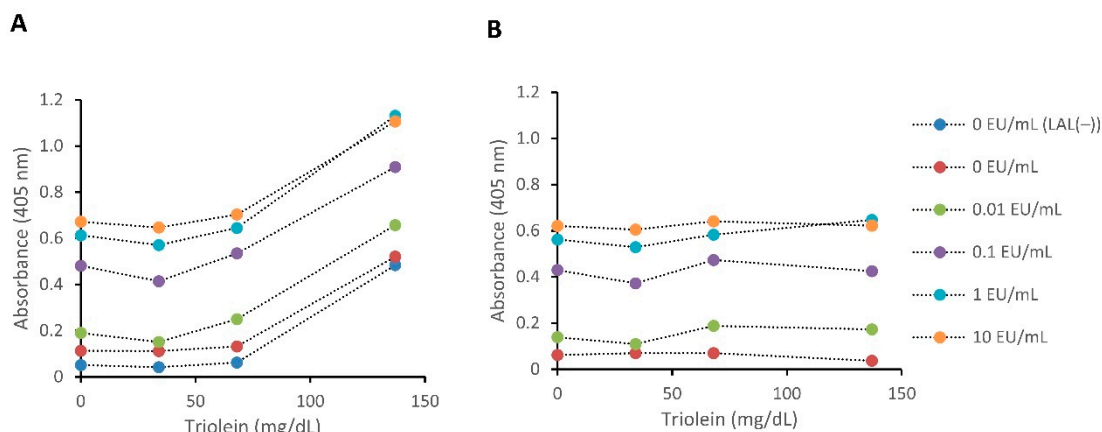 A
B
1.2
1.0
0.8
0.6
0.4
0.2
0
Absorbance (405 nm)
0
50
100
150
Triolein (mg/dL)
1.2
1.0
0.8
0.6
0.4
0.2
0
Absorbance (405 nm)
0
50
100
150
Triolein (mg/dL)
0 EU/mL (LAL(−))
0 EU/mL
0.01 EU/mL
0.1 EU/mL
1 EU/mL
10 EU/mL